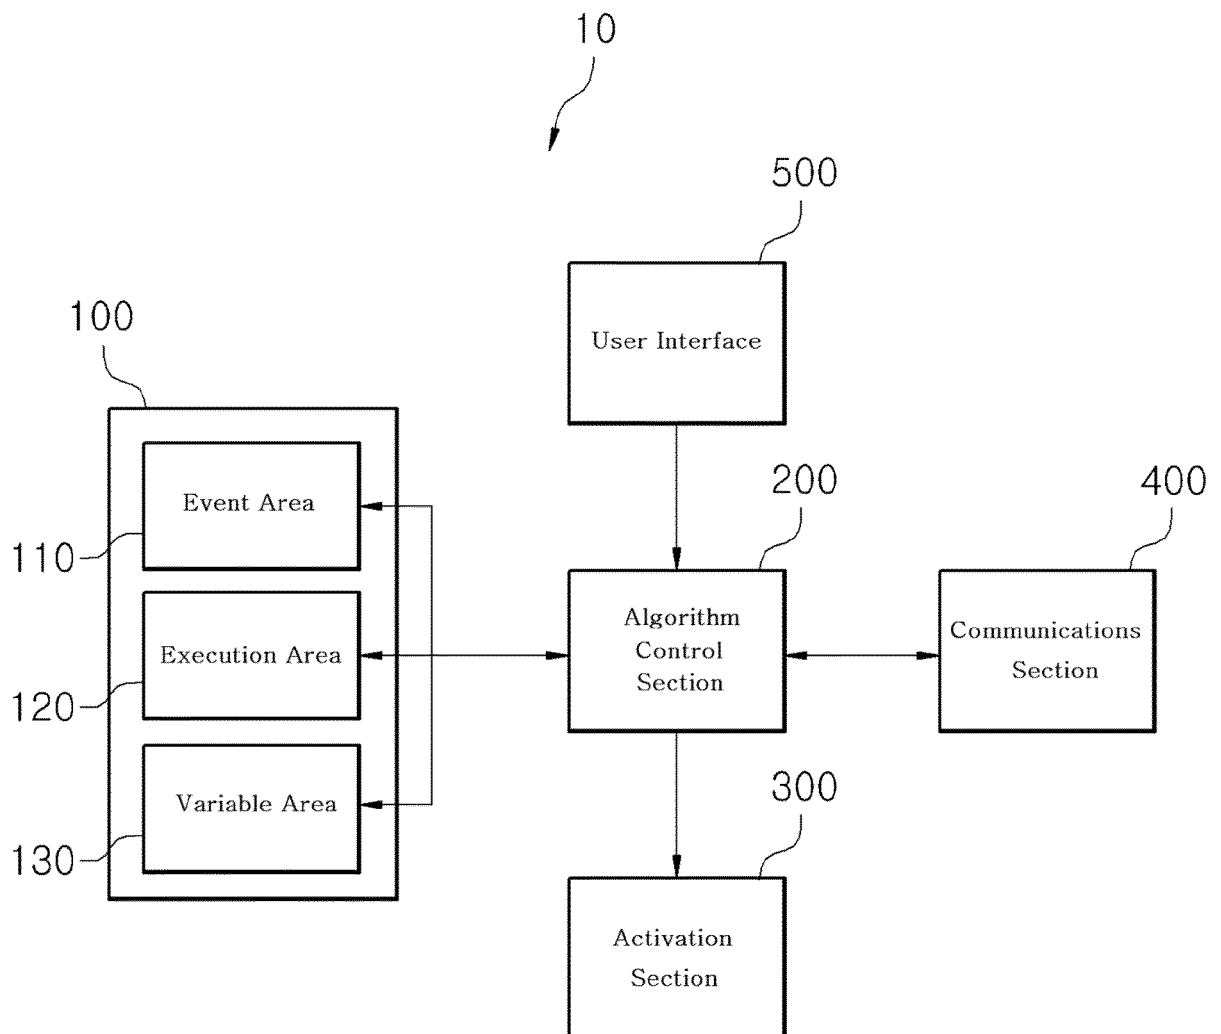 10
500
User Interface
100
Event Area
110
200
400
Algorithm
Control
Section
Communications
Section
Execution Area
120
Variable Area
130
300
Activation
Section